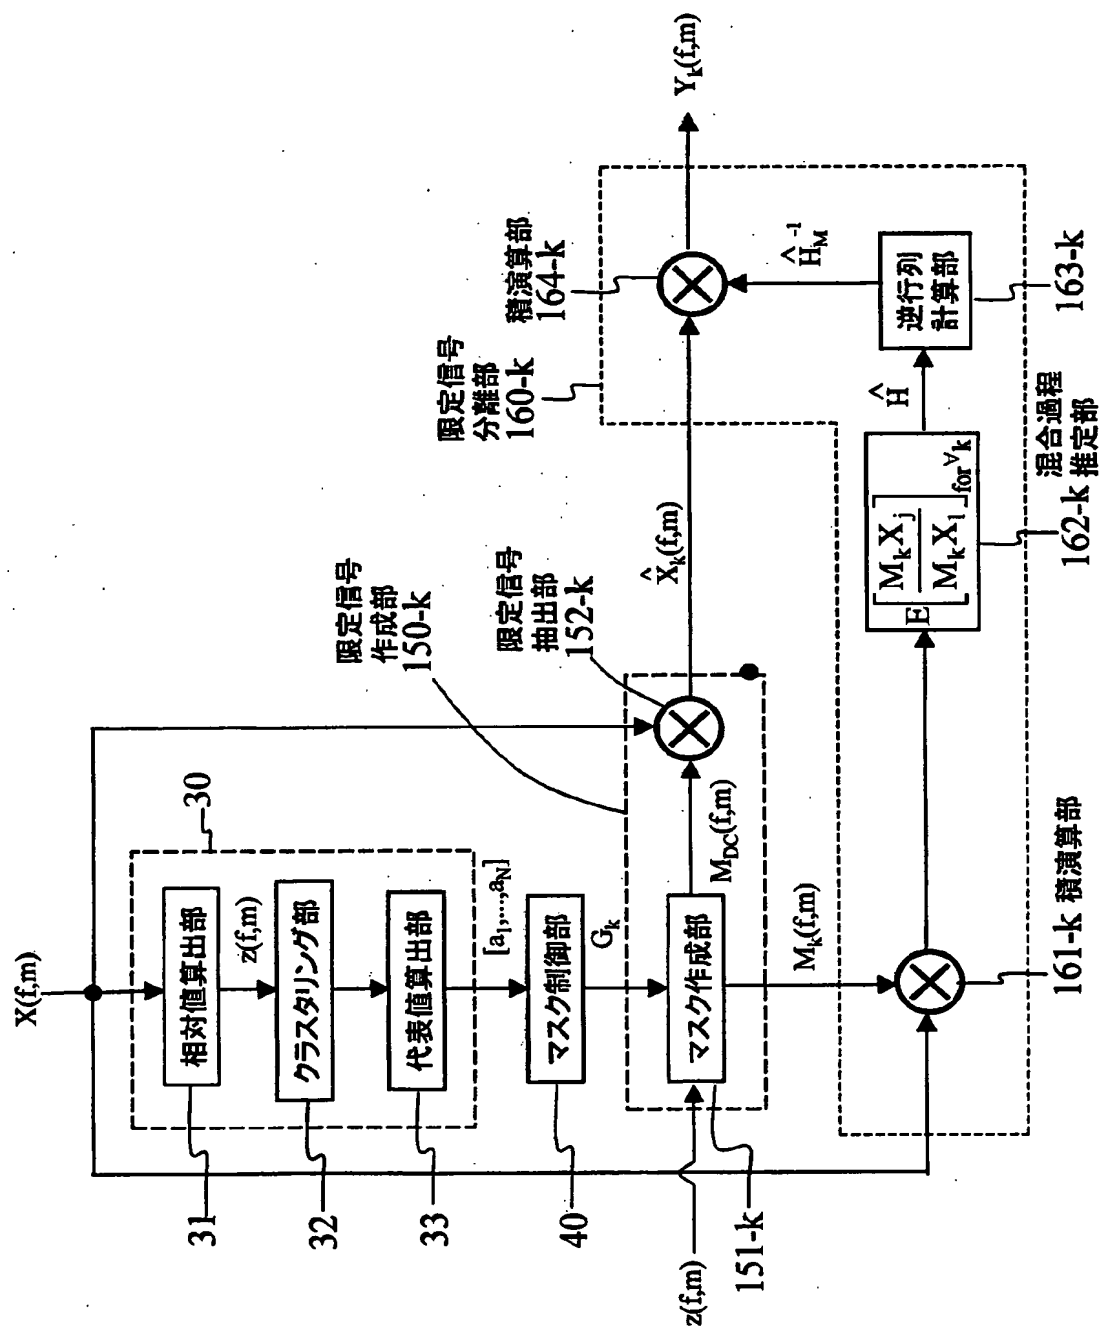 X(f,m)
30
相対値算出部
31
z(f,m)
クラスタリング部
32
代表値算出部
33
[a1,...,aN]
マスク制御部
40
Gk
z(f,m)
マスク作成部
151-k
MDC(f,m)
Mk(f,m)
限定信号
作成部
150-k
限定信号
抽出部
152-k
X̂k(f,m)
限定信号
分離部
160-k
積演算部
164-k
Yk(f,m)
161-k 積演算部
E[MkXj/MkX1] for ∀k
混合過程
推定部
162-k
Ĥ
逆行列
計算部
163-k
ĤM-1